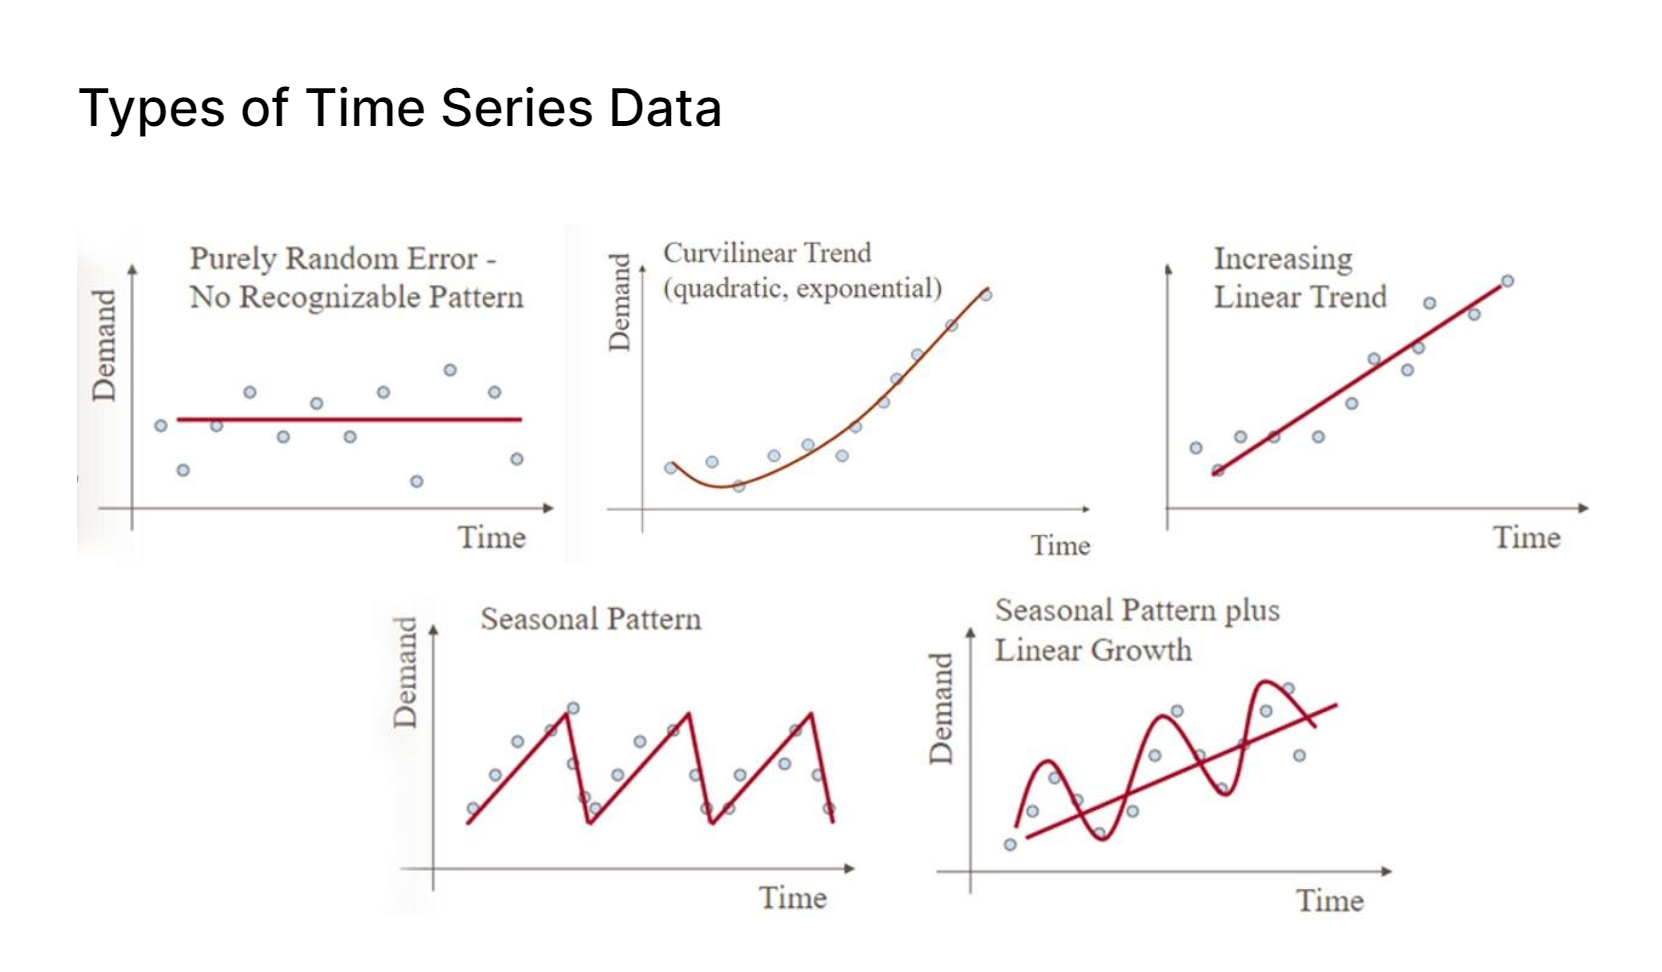 Types of Time Series Data
Purely Random Error -
No Recognizable Pattern
Demand
Time
Curvilinear Trend
(quadratic, exponential)
Demand
Time
Increasing
Linear Trend
Time
Seasonal Pattern
Demand
Time
Seasonal Pattern plus
Linear Growth
Demand
Time